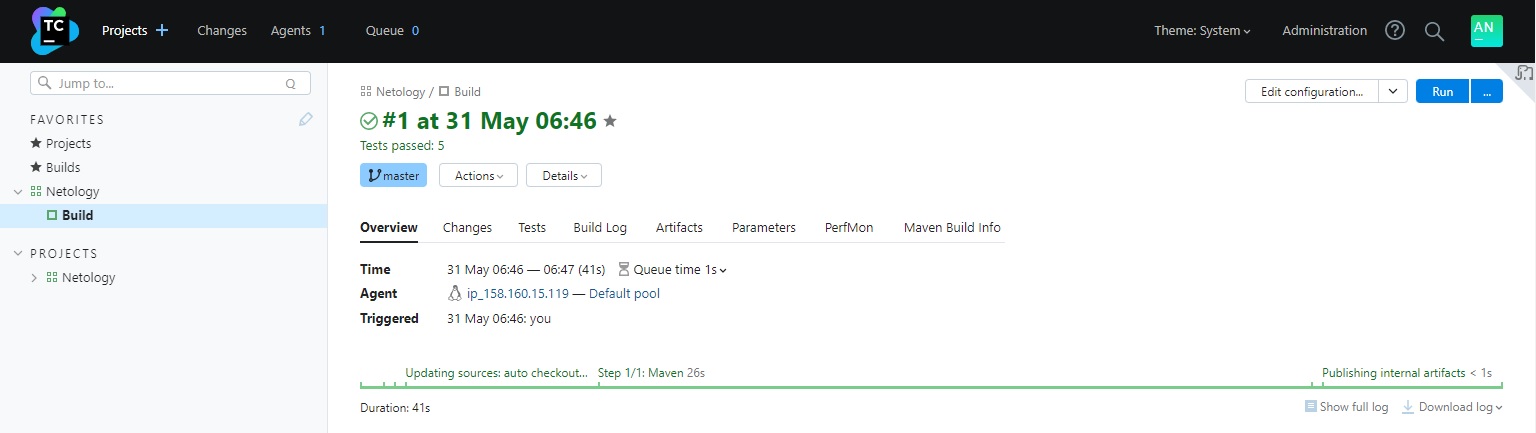 TC
Projects
Changes
Agents 1
Queue 0
Theme: System
Administration
AN
Jump to...
Q
FAVORITES
Projects
Builds
Netology
Build
PROJECTS
Netology
Netology / Build
Edit configuration...
Run
...
#1 at 31 May 06:46
Tests passed: 5
master
Actions
Details
Overview
Changes
Tests
Build Log
Artifacts
Parameters
PerfMon
Maven Build Info
Time 31 May 06:46 — 06:47 (41s) Queue time 1s
Agent ip_158.160.15.119 — Default pool
Triggered 31 May 06:46: you
Updating sources: auto checkout... Step 1/1: Maven 26s Publishing internal artifacts < 1s
Duration: 41s
Show full log
Download log